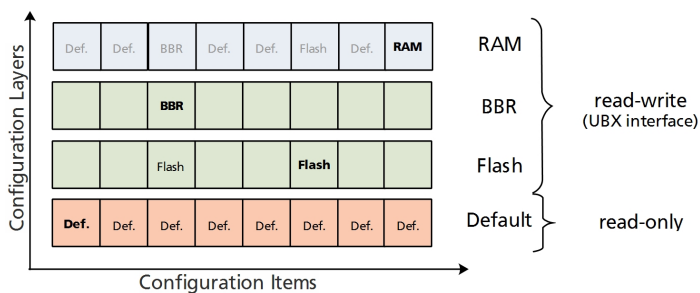 Configuration Layers
Def. Def. BBR Def. Def. Flash Def. RAM
RAM
BBR
BBR
Flash Flash
Flash
Def. Def. Def. Def. Def. Def. Def. Def.
Default
read-write
(UBX interface)
read-only
Configuration Items